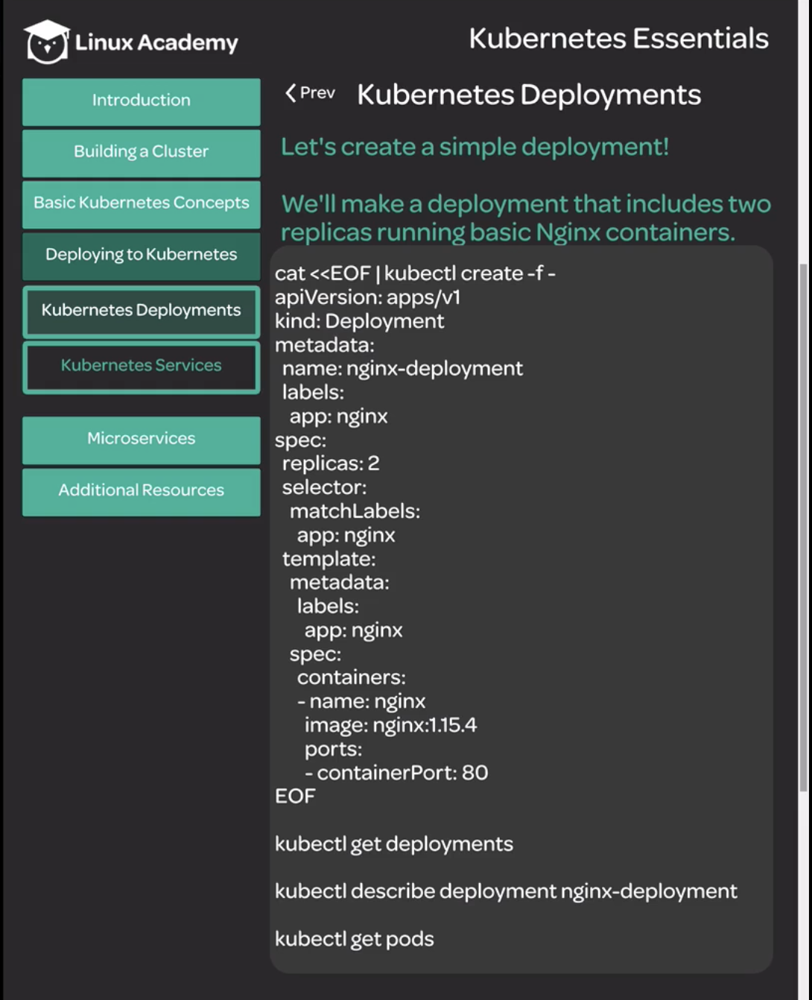 Linux Academy
Kubernetes Essentials
Introduction
Building a Cluster
Basic Kubernetes Concepts
Deploying to Kubernetes
Kubernetes Deployments
Kubernetes Services
Microservices
Additional Resources
Prev
Kubernetes Deployments
Let's create a simple deployment!
We'll make a deployment that includes two
replicas running basic Nginx containers.
cat <<EOF | kubectl create -f -
apiVersion: apps/v1
kind: Deployment
metadata:
  name: nginx-deployment
  labels:
    app: nginx
spec:
  replicas: 2
  selector:
    matchLabels:
      app: nginx
  template:
    metadata:
      labels:
        app: nginx
    spec:
      containers:
      - name: nginx
        image: nginx:1.15.4
        ports:
        - containerPort: 80
EOF
kubectl get deployments
kubectl describe deployment nginx-deployment
kubectl get pods